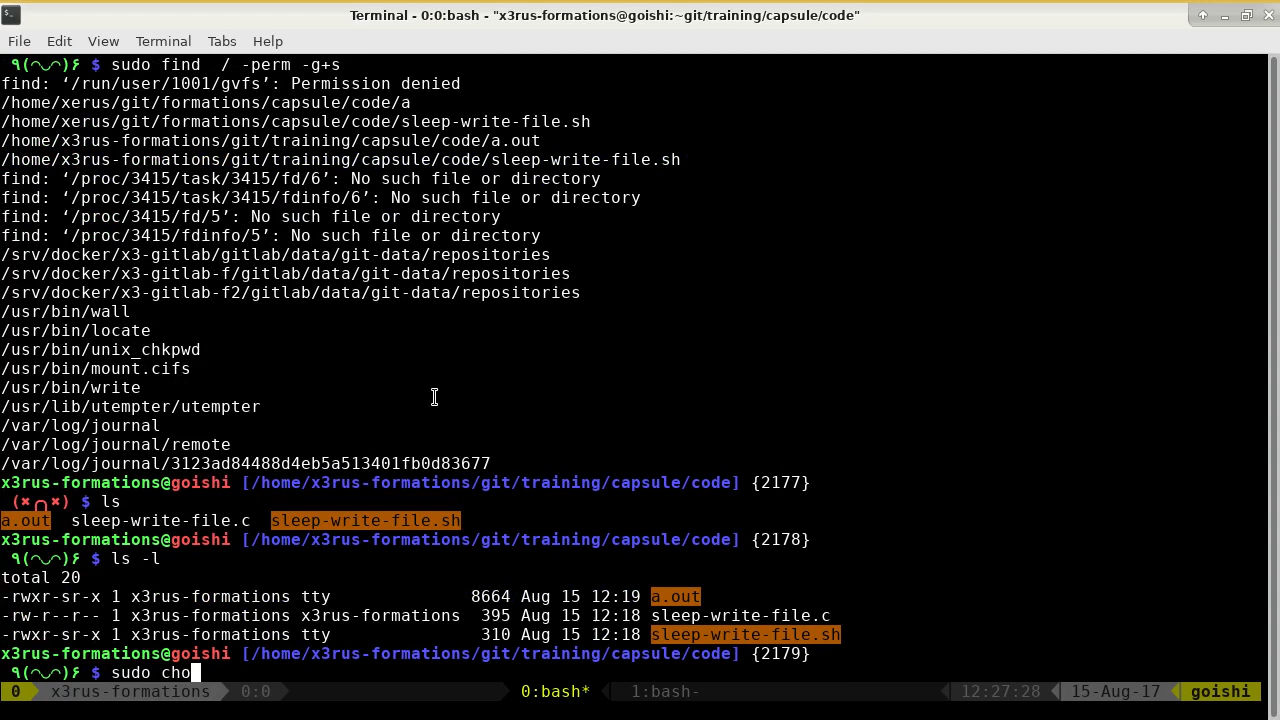 Terminal - 0:0:bash - "x3rus-formations@goishi:~git/training/capsule/code"
File Edit View Terminal Tabs Help
٩(◠‿◠)۶ $ sudo find  / -perm -g+s
find: ‘/run/user/1001/gvfs’: Permission denied
/home/xerus/git/formations/capsule/code/a
/home/xerus/git/formations/capsule/code/sleep-write-file.sh
/home/x3rus-formations/git/training/capsule/code/a.out
/home/x3rus-formations/git/training/capsule/code/sleep-write-file.sh
find: ‘/proc/3415/task/3415/fd/6’: No such file or directory
find: ‘/proc/3415/task/3415/fdinfo/6’: No such file or directory
find: ‘/proc/3415/fd/5’: No such file or directory
find: ‘/proc/3415/fdinfo/5’: No such file or directory
/srv/docker/x3-gitlab/gitlab/data/git-data/repositories
/srv/docker/x3-gitlab-f/gitlab/data/git-data/repositories
/srv/docker/x3-gitlab-f2/gitlab/data/git-data/repositories
/usr/bin/wall
/usr/bin/locate
/usr/bin/unix_chkpwd
/usr/bin/mount.cifs
/usr/bin/write
/usr/lib/utempter/utempter
/var/log/journal
/var/log/journal/remote
/var/log/journal/3123ad84488d4eb5a513401fb0d83677
x3rus-formations@goishi [/home/x3rus-formations/git/training/capsule/code] {2177}
(✖╭╮✖) $ ls
a.out  sleep-write-file.c  sleep-write-file.sh
x3rus-formations@goishi [/home/x3rus-formations/git/training/capsule/code] {2178}
٩(◠‿◠)۶ $ ls -l
total 20
-rwxr-sr-x 1 x3rus-formations tty              8664 Aug 15 12:19 a.out
-rw-r--r-- 1 x3rus-formations x3rus-formations  395 Aug 15 12:18 sleep-write-file.c
-rwxr-sr-x 1 x3rus-formations tty               310 Aug 15 12:18 sleep-write-file.sh
x3rus-formations@goishi [/home/x3rus-formations/git/training/capsule/code] {2179}
٩(◠‿◠)۶ $ sudo cho
0 x3rus-formations 0:0 0:bash* 1:bash- 12:27:28 15-Aug-17 goishi